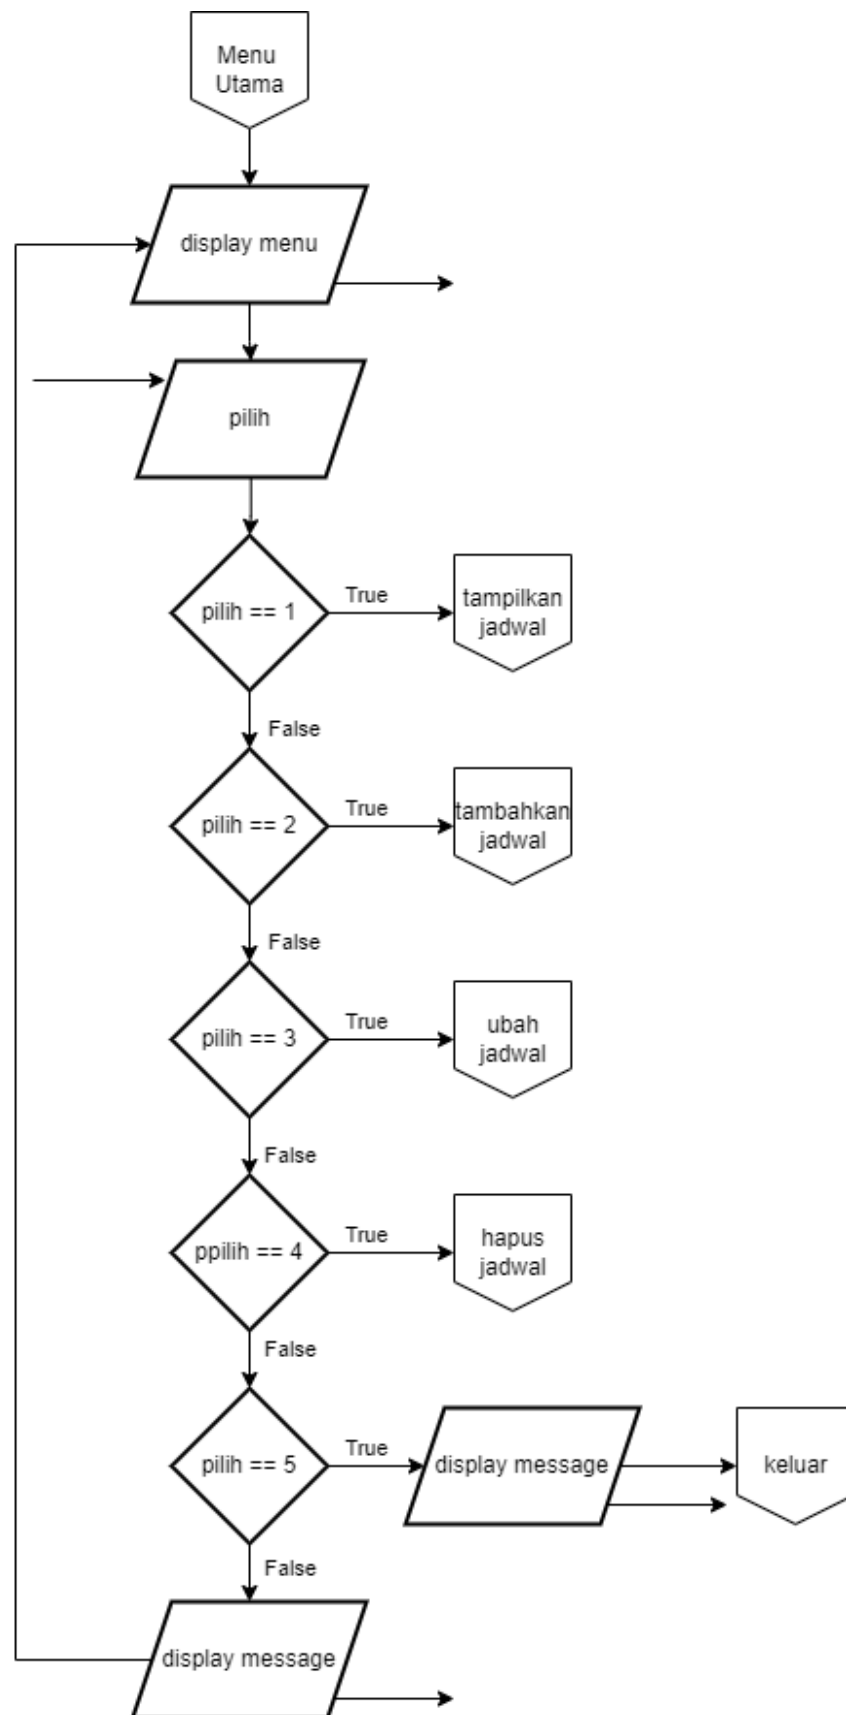 Menu
Utama
display menu
pilih
pilih == 1
True
tampilkan
jadwal
False
pilih == 2
True
tambahkan
jadwal
False
pilih == 3
True
ubah
jadwal
False
ppilih == 4
True
hapus
jadwal
False
pilih == 5
True
display message
keluar
False
display message